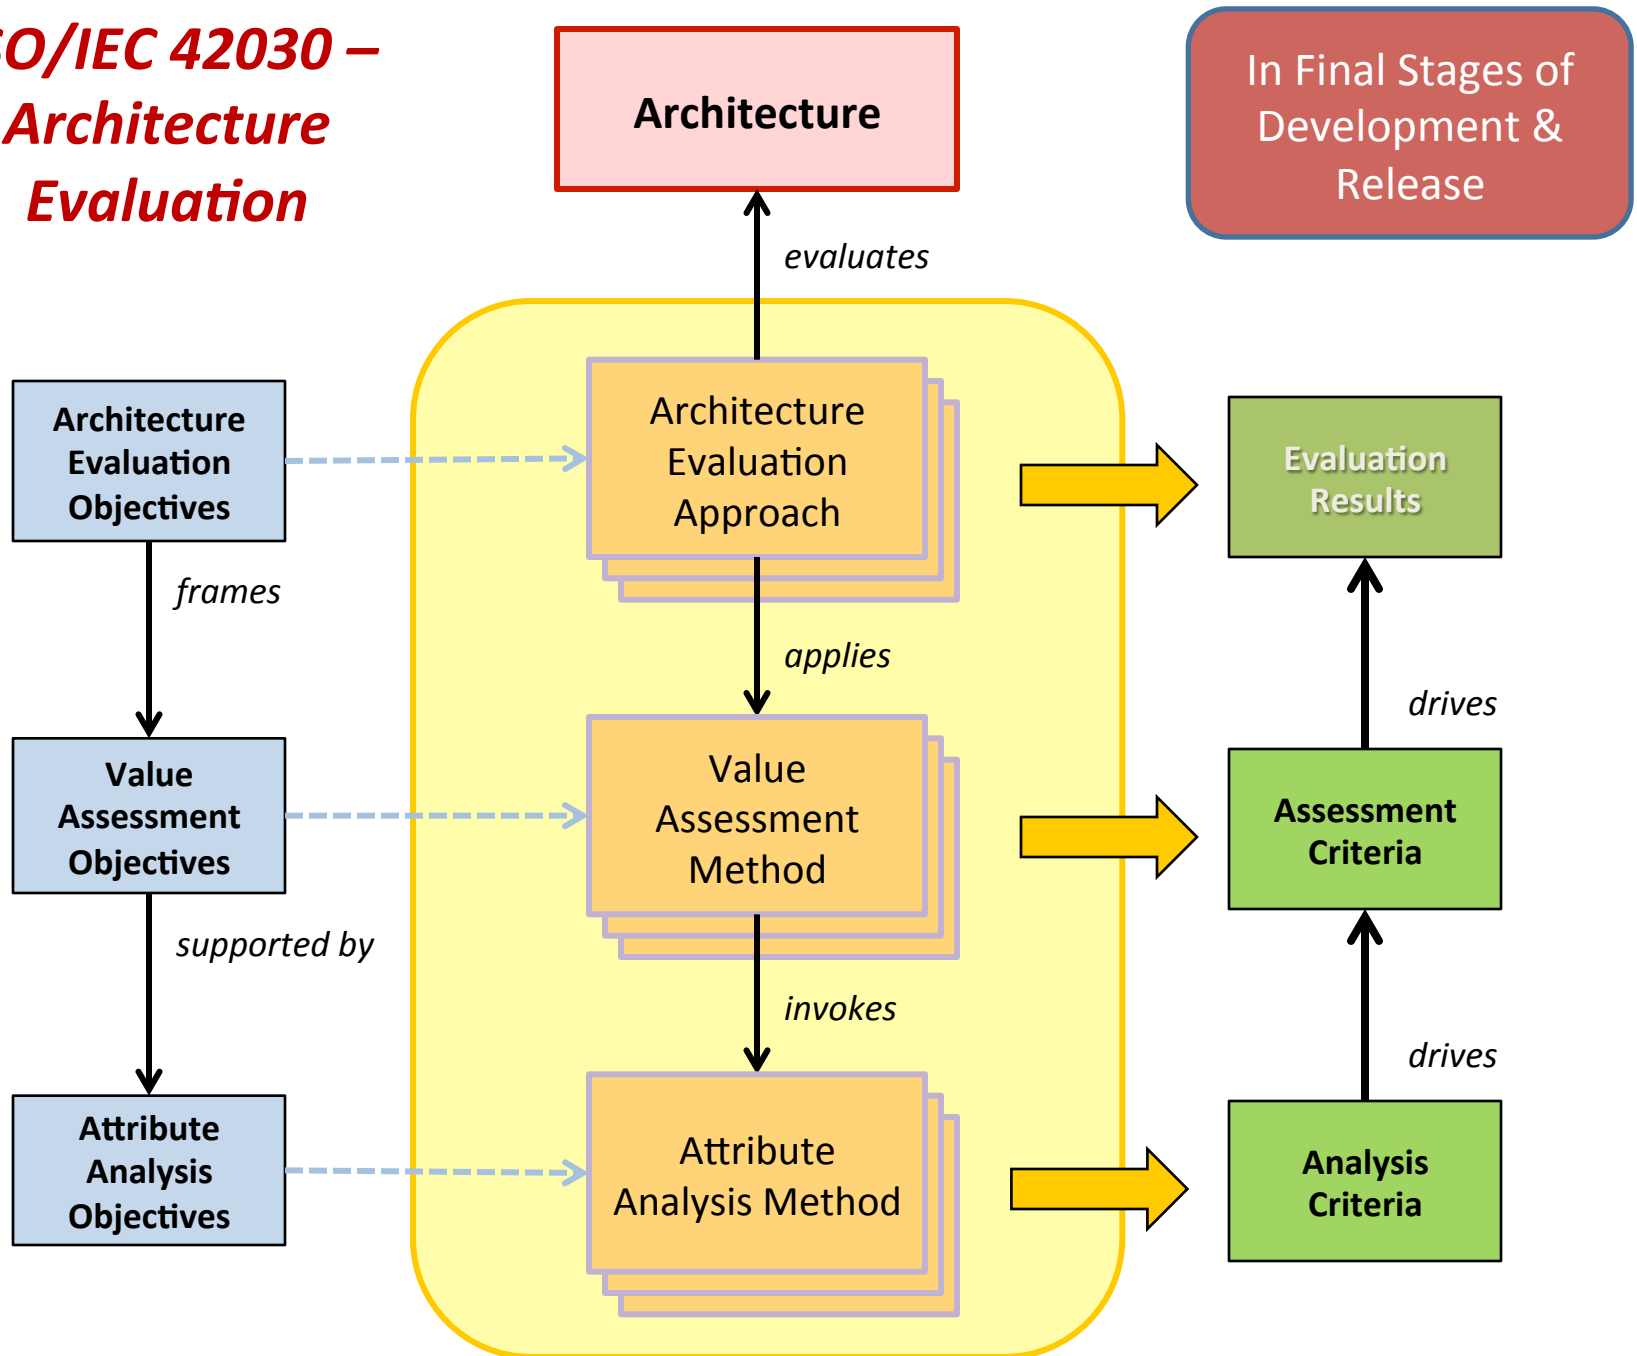 SO/IEC 42030 –
Architecture
Evaluation
Architecture
In Final Stages of
Development &
Release
evaluates
Architecture
Evaluation
Objectives
Architecture
Evaluation
Approach
Evaluation
Results
frames
applies
drives
Value
Assessment
Objectives
Value
Assessment
Method
Assessment
Criteria
supported by
invokes
drives
Attribute
Analysis
Objectives
Attribute
Analysis Method
Analysis
Criteria